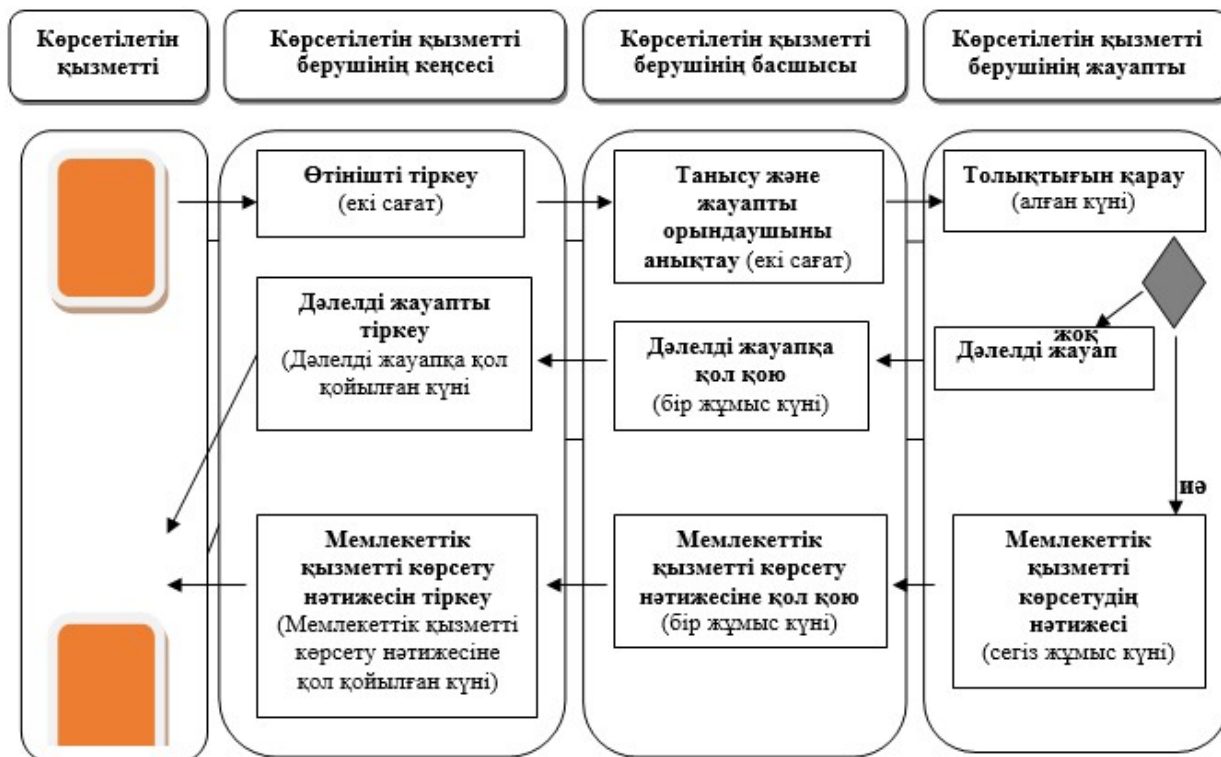 Көрсетілетін
қызметті
Көрсетілетін қызметті
берушінің кеңсесі
Көрсетілетін қызметті
берушінің басшысы
Көрсетілетін қызметті
берушінің жауапты
Өтінішті тіркеу
(екі сағат)
Танысу және
жауапты
орындаушыны
анықтау (екі сағат)
Толықтығын қарау
(алған күні)
Дәлелді жауапты
тіркеу
(Дәлелді жауапқа қол
қойылған күні
Дәлелді жауапқа
қол қою
(бір жұмыс күні)
жоқ
Дәлелді жауап
иә
Мемлекеттік
қызметті көрсету
нәтижесін тіркеу
(Мемлекеттік қызметті
көрсету нәтижесіне
қол қойылған күні)
Мемлекеттік
қызметті көрсету
нәтижесіне қол қою
(бір жұмыс күні)
Мемлекеттік
қызметті
көрсетудің
нәтижесі
(сегіз жұмыс күні)